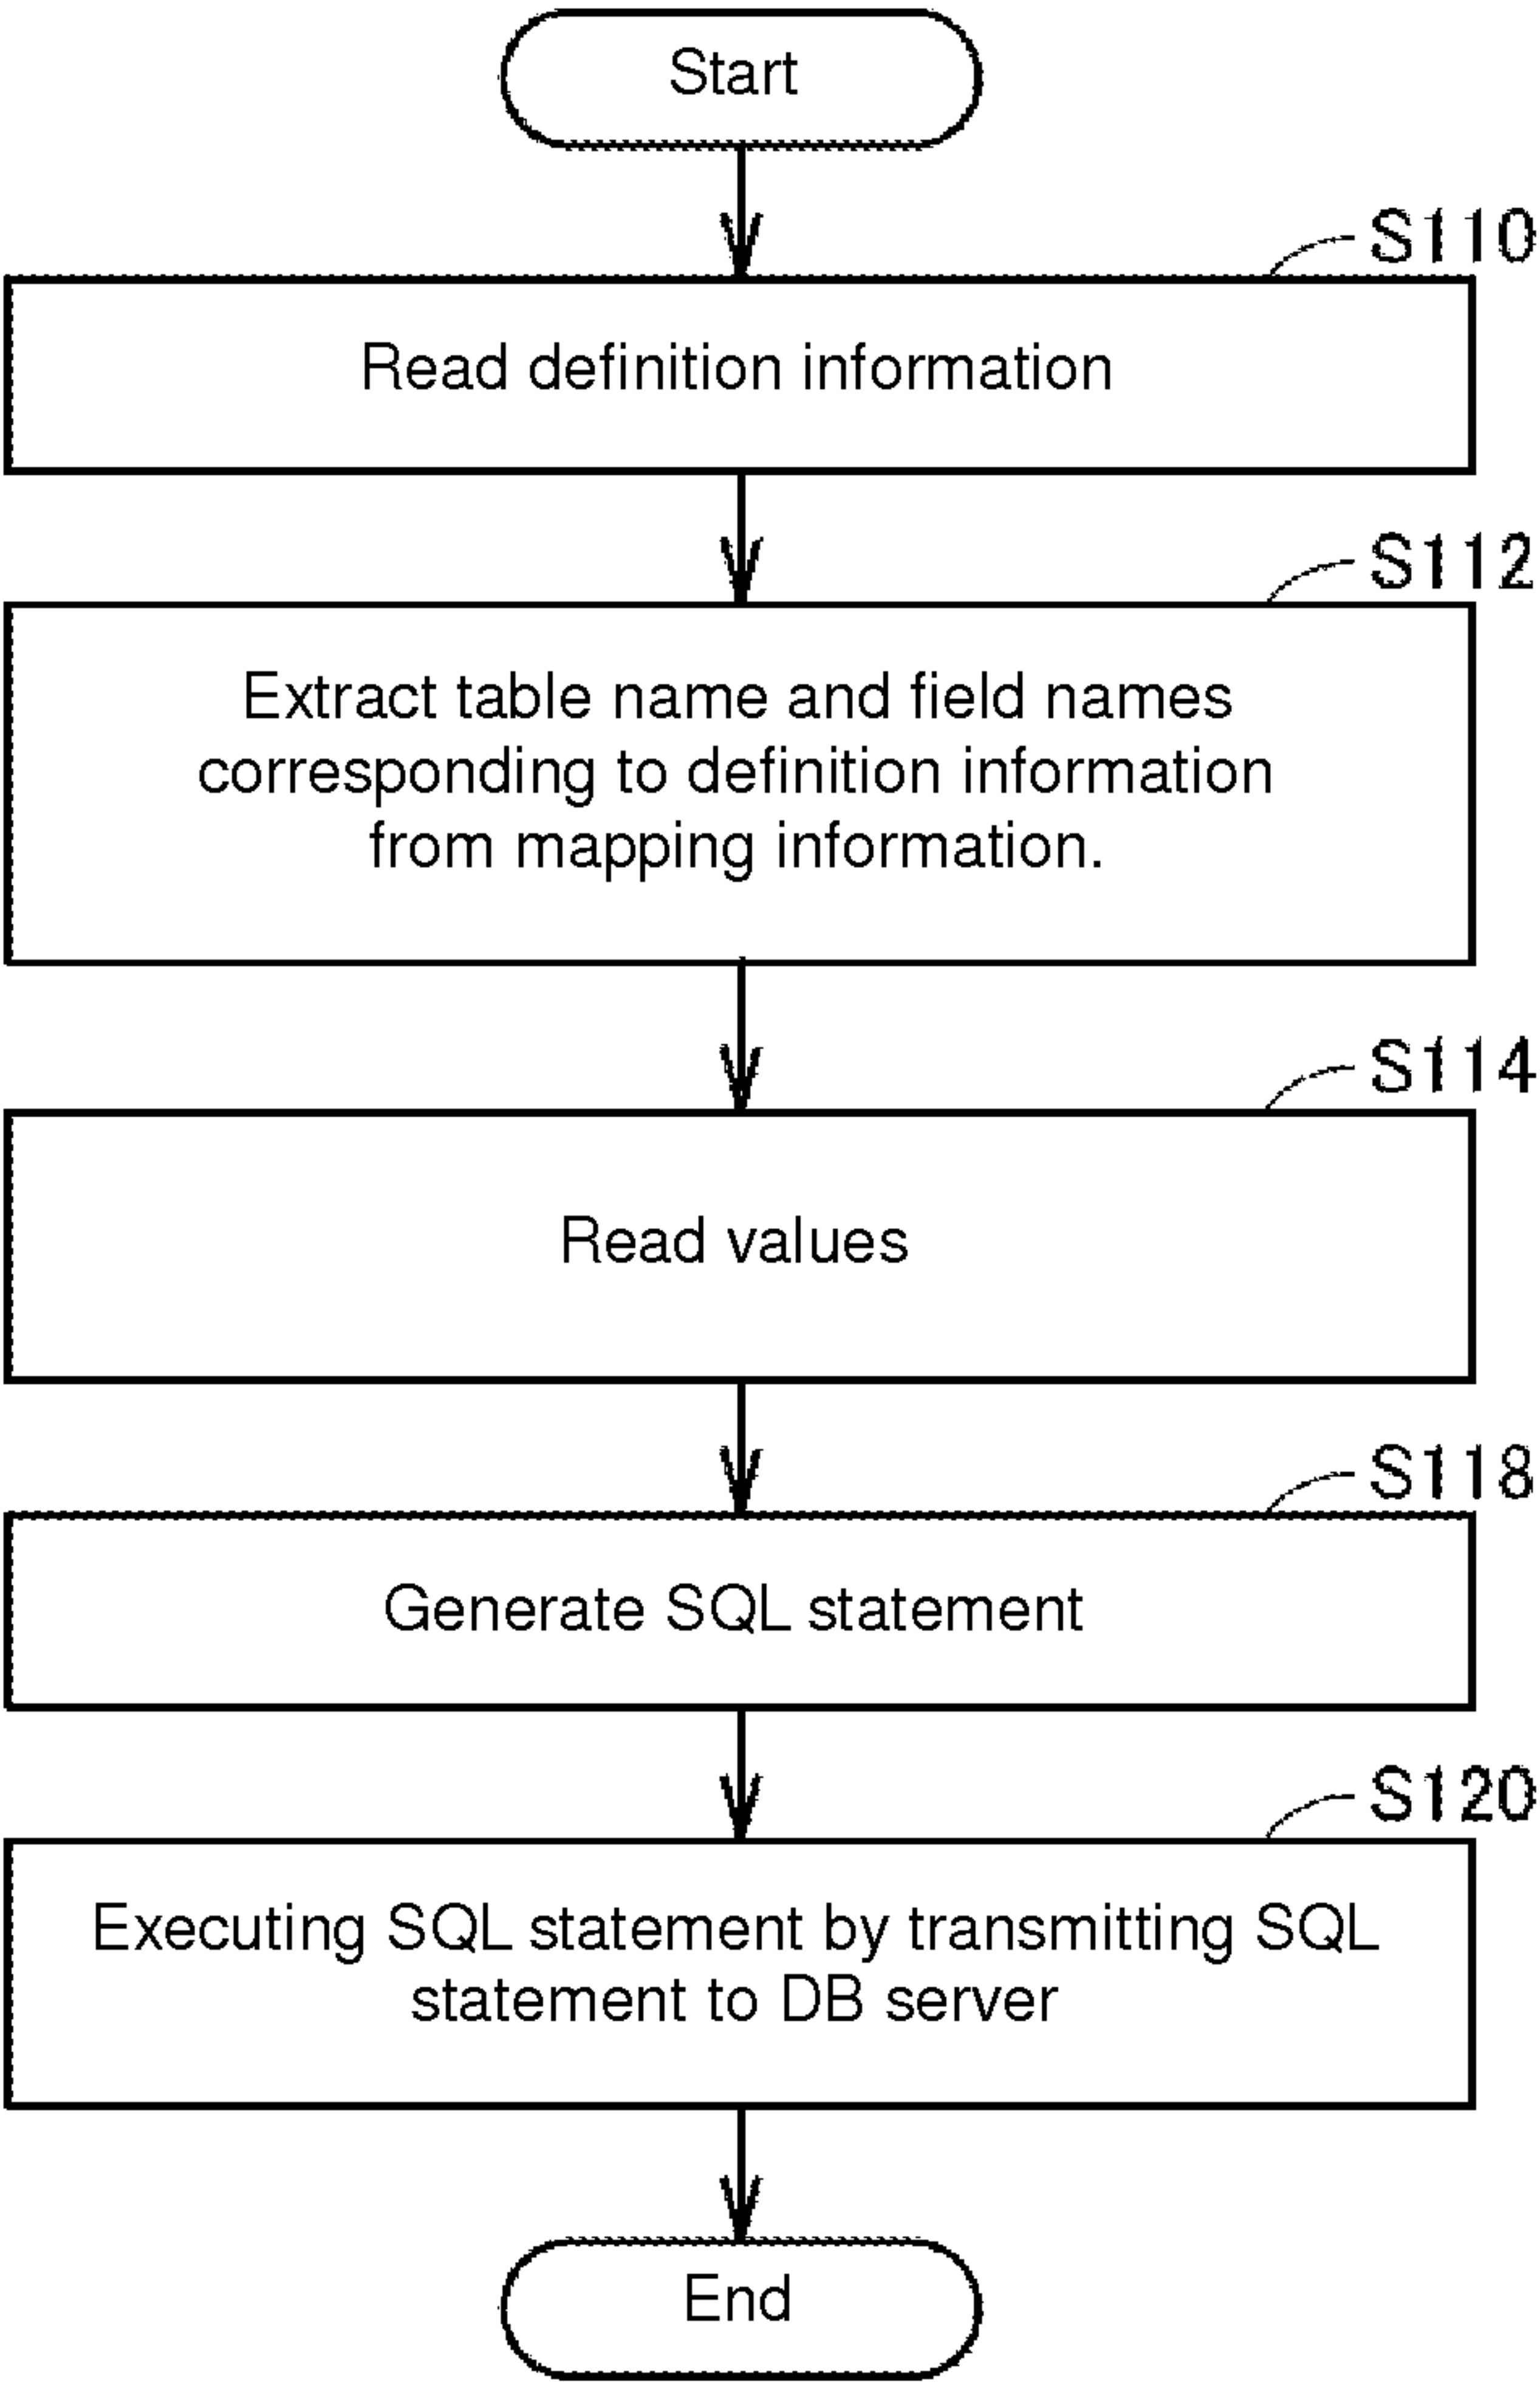 Start
S110
Read definition information
S112
Extract table name and field names
corresponding to definition information
from mapping information.
S114
Read values
S118
Generate SQL statement
S120
Executing SQL statement by transmitting SQL
statement to DB server
End